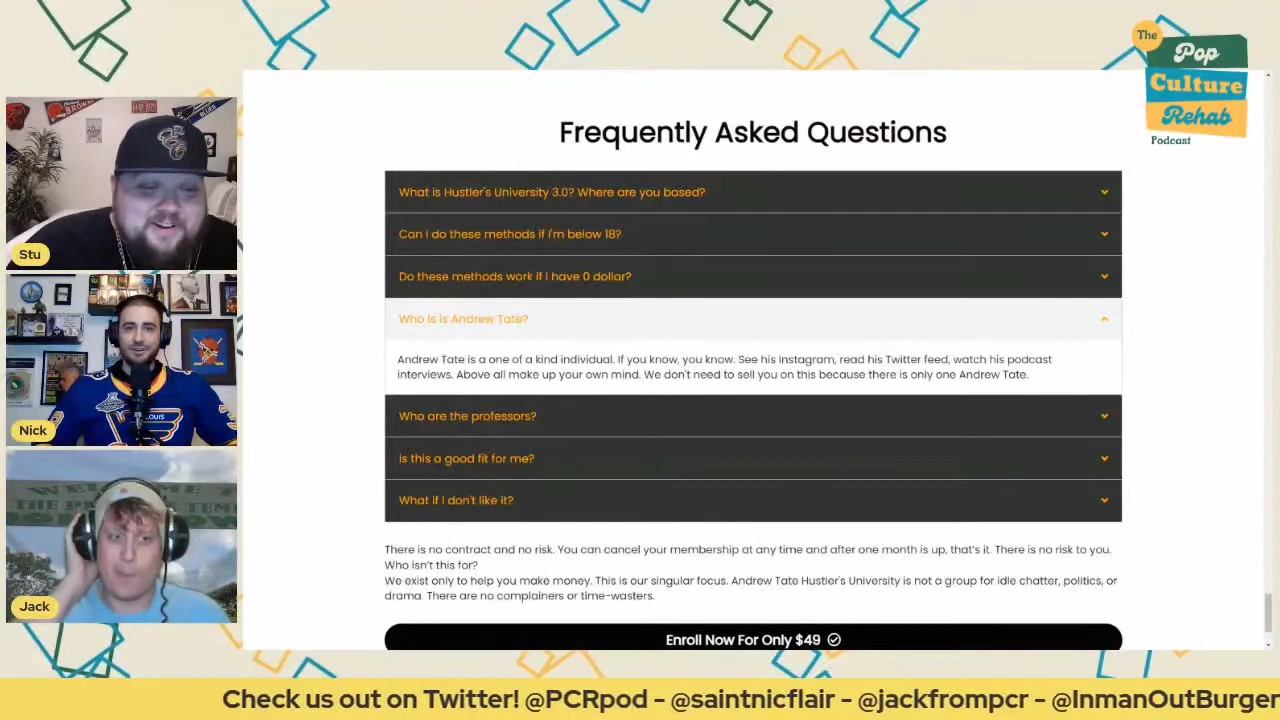 The
Pop
Culture
Rehab
Podcast
Frequently Asked Questions
What is Hustler's University 3.0? Where are you based?
Can I do these methods if I'm below 18?
Do these methods work if I have 0 dollar?
Who is is Andrew Tate?
Andrew Tate is a one of a kind individual. If you know, you know. See his Instagram, read his Twitter feed, watch his podcast
interviews. Above all make up your own mind. We don't need to sell you on this because there is only one Andrew Tate.
Who are the professors?
Is this a good fit for me?
What if I don't like it?
There is no contract and no risk. You can cancel your membership at any time and after one month is up, that's it. There is no risk to you.
Who isn't this for?
We exist only to help you make money. This is our singular focus. Andrew Tate Hustler's University is not a group for idle chatter, politics, or
drama. There are no complainers or time-wasters.
Enroll Now For Only $49
BROWNS
BLUES
Stu
LOUIS
Nick
Jack
Check us out on Twitter! @PCRpod - @saintnicflair - @jackfrompcr - @InmanOutBurger